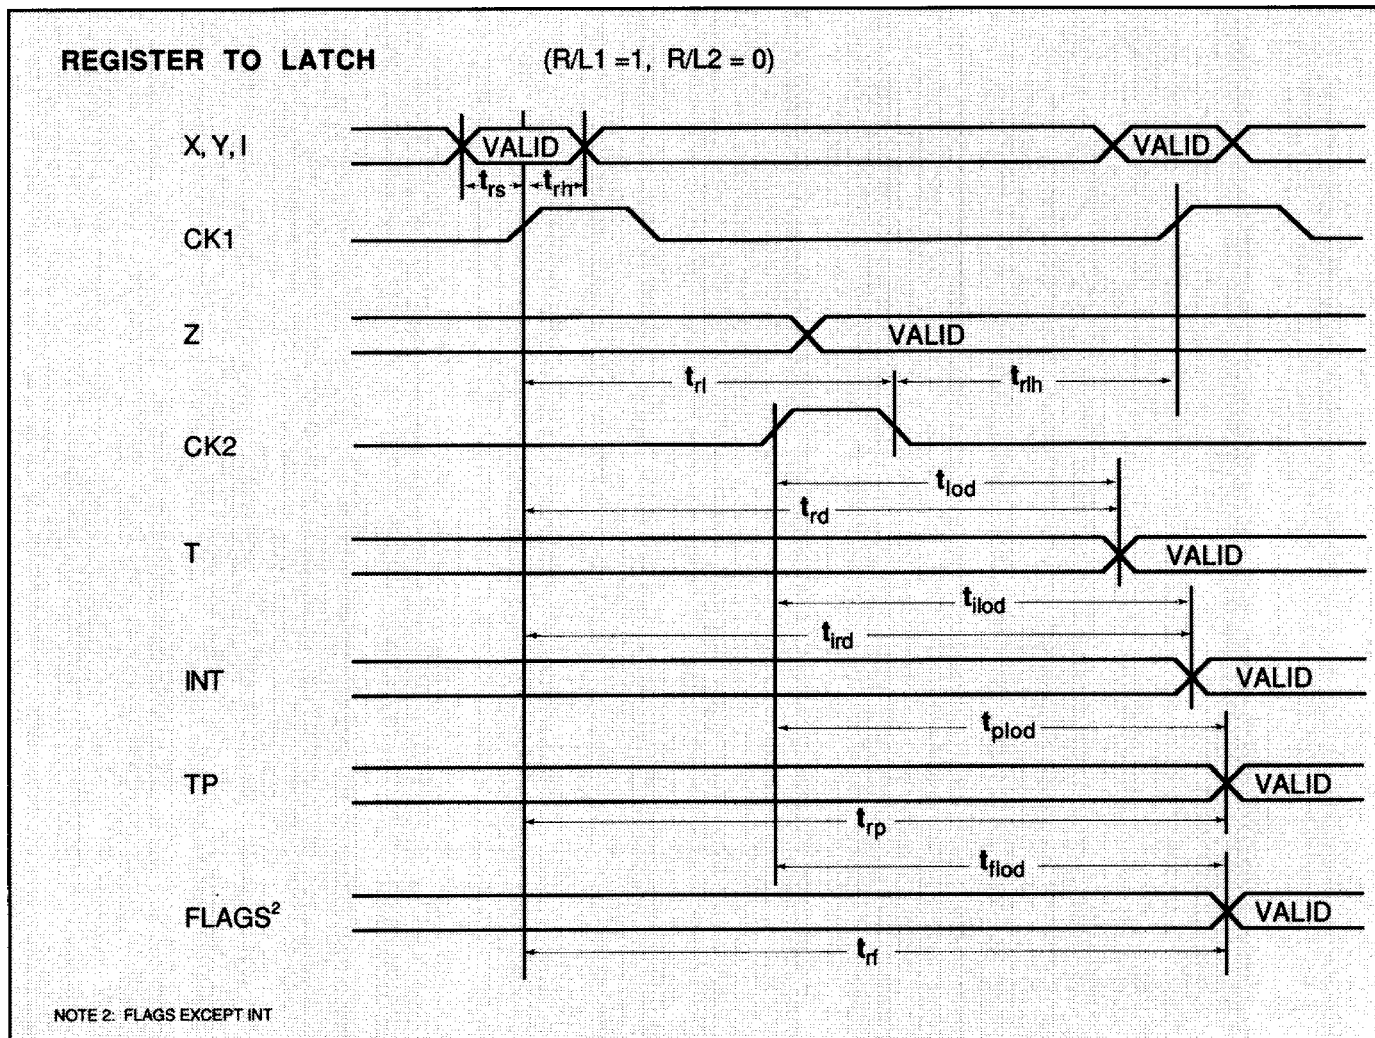 REGISTER TO LATCH (R/L1 =1, R/L2 = 0)
X, Y, I VALID VALID
trs trh
CK1
Z VALID
trl trlh
CK2
tlod
trd
T VALID
tilod
tird
INT VALID
tplod
TP VALID
trp
tflod
FLAGS² VALID
trf
NOTE 2: FLAGS EXCEPT INT